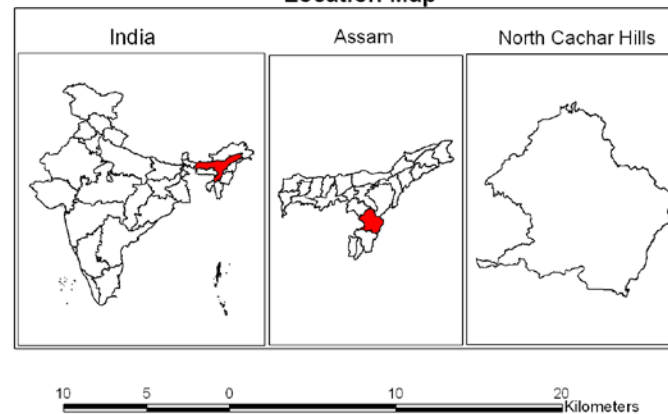 Location Map
India
Assam
North Cachar Hills
10 5 0 10 20 Kilometers